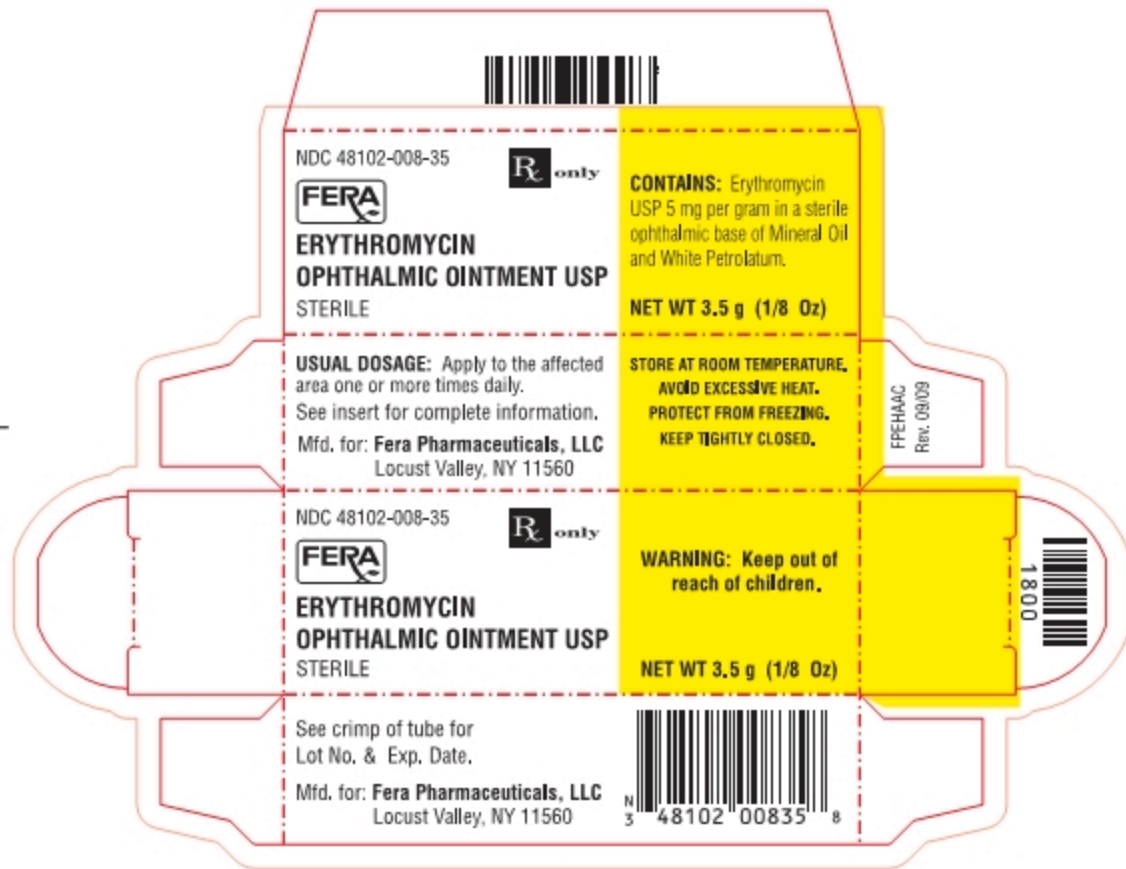 NDC 48102-008-35
Rx only
FERA
ERYTHROMYCIN
OPHTHALMIC OINTMENT USP
STERILE
CONTAINS: Erythromycin
USP 5 mg per gram in a sterile
ophthalmic base of Mineral Oil
and White Petrolatum.
NET WT 3.5 g (1/8 Oz)
USUAL DOSAGE: Apply to the affected
area one or more times daily.
See insert for complete information.
Mfd. for: Fera Pharmaceuticals, LLC
Locust Valley, NY 11560
STORE AT ROOM TEMPERATURE.
AVOID EXCESSIVE HEAT.
PROTECT FROM FREEZING.
KEEP TIGHTLY CLOSED.
FPEHAAC
Rev. 09/09
NDC 48102-008-35
Rx only
FERA
ERYTHROMYCIN
OPHTHALMIC OINTMENT USP
STERILE
WARNING: Keep out of
reach of children.
NET WT 3.5 g (1/8 Oz)
1800
See crimp of tube for
Lot No. & Exp. Date.
Mfd. for: Fera Pharmaceuticals, LLC
Locust Valley, NY 11560
N
3 48102 00835 8